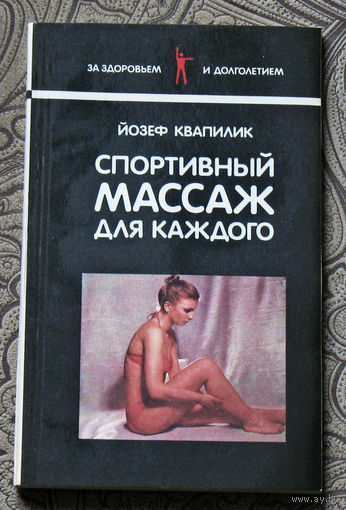 ЗА ЗДОРОВЬЕМ И ДОЛГОЛЕТИЕМ
ЙОЗЕФ КВАПИЛИК
СПОРТИВНЫЙ
МАССАЖ
ДЛЯ КАЖДОГО
www.ay.by